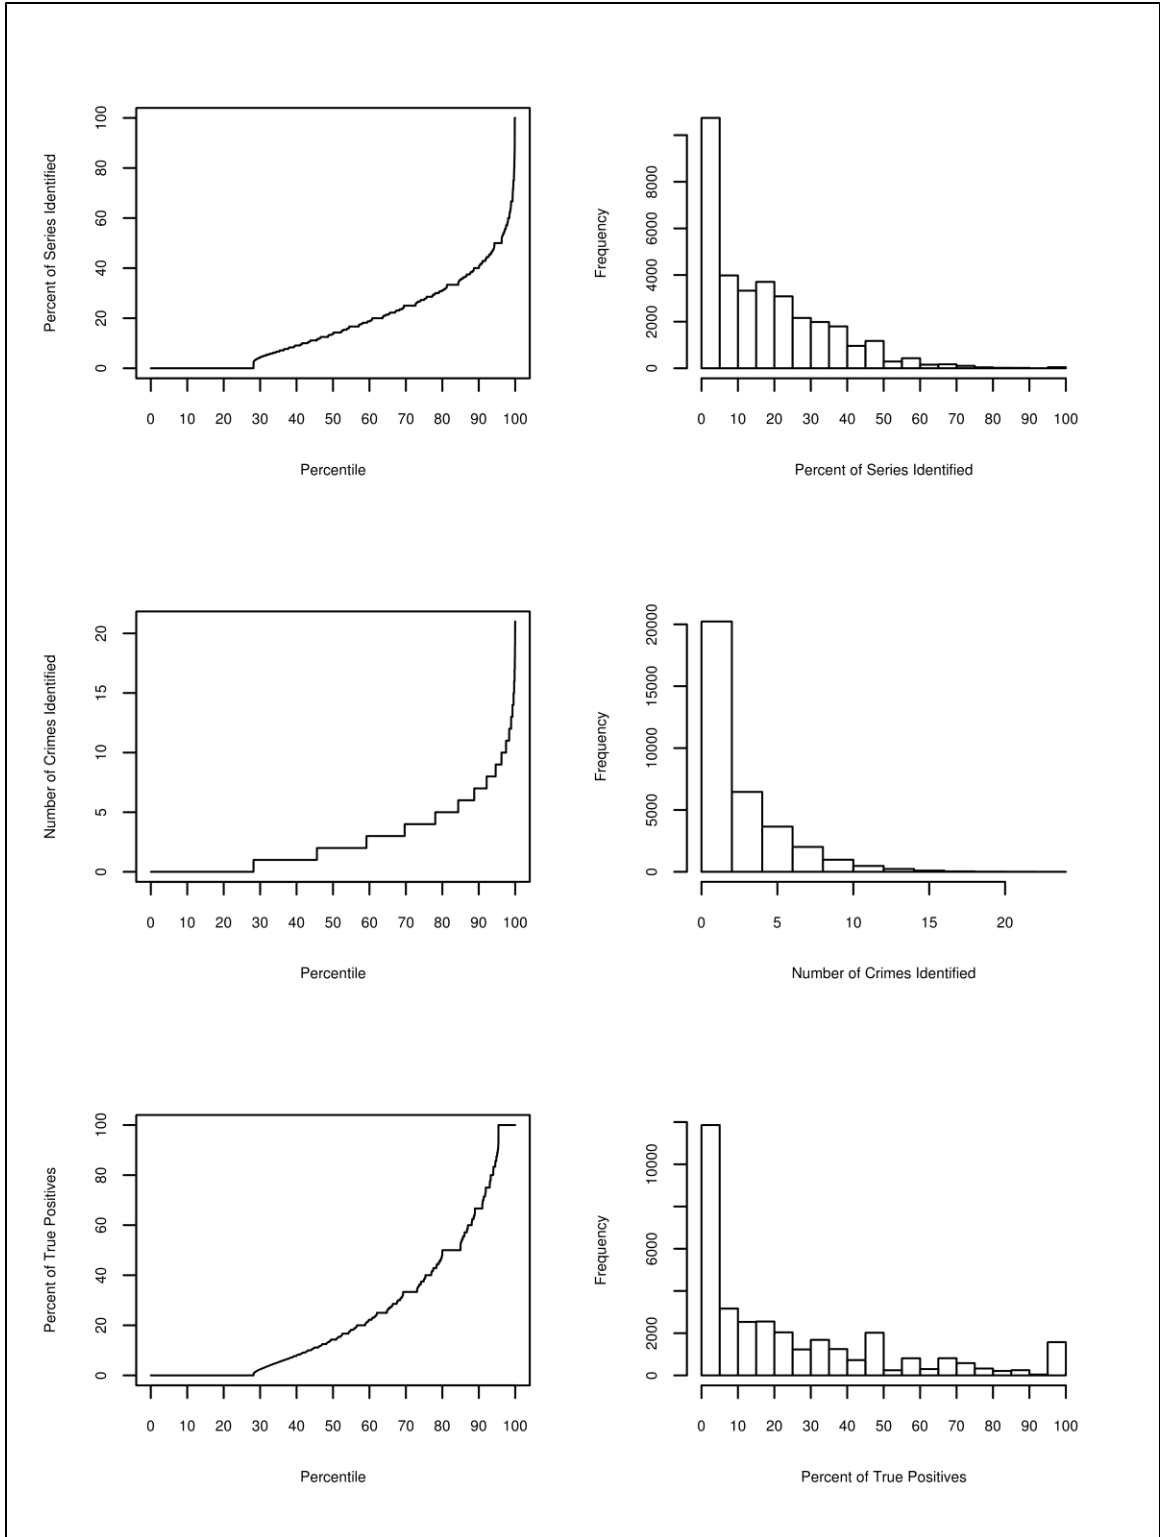 Percent of Series Identified
100
80
60
40
20
0
0 10 20 30 40 50 60 70 80 90 100
Percentile
Frequency
8000
6000
4000
2000
0
0 10 20 30 40 50 60 70 80 90 100
Percent of Series Identified
Number of Crimes Identified
20
15
10
5
0
0 10 20 30 40 50 60 70 80 90 100
Percentile
Frequency
20000
15000
10000
5000
0
0 5 10 15 20
Number of Crimes Identified
Percent of True Positives
100
80
60
40
20
0
0 10 20 30 40 50 60 70 80 90 100
Percentile
Frequency
10000
6000
2000
0
0 10 20 30 40 50 60 70 80 90 100
Percent of True Positives